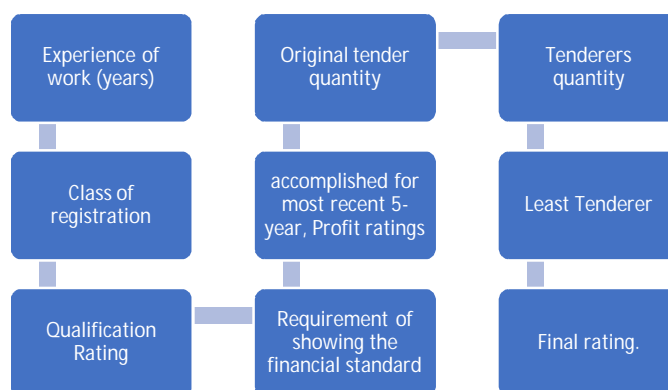 Experience of
work (years)
Class of
registration
Qualification
Rating
Requirement of
showing the
financial standard
accomplished for
most recent 5-
year, Profit ratings
Original tender
quantity
Tenderers
quantity
Least Tenderer
Final rating.